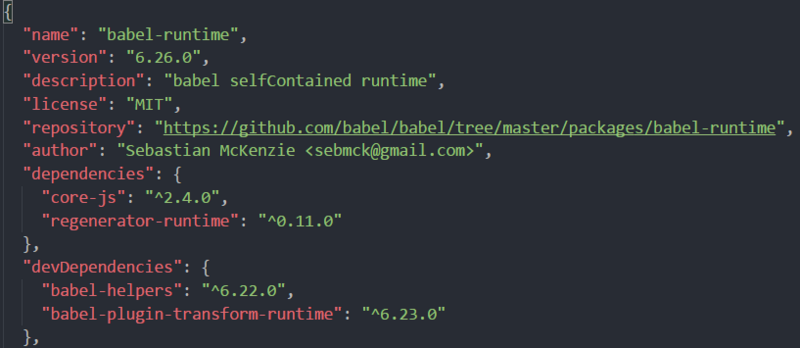 {
"name": "babel-runtime",
"version": "6.26.0",
"description": "babel selfContained runtime",
"license": "MIT",
"repository": "https://github.com/babel/babel/tree/master/packages/babel-runtime",
"author": "Sebastian McKenzie <sebmck@gmail.com>",
"dependencies": {
"core-js": "^2.4.0",
"regenerator-runtime": "^0.11.0"
},
"devDependencies": {
"babel-helpers": "^6.22.0",
"babel-plugin-transform-runtime": "^6.23.0"
},